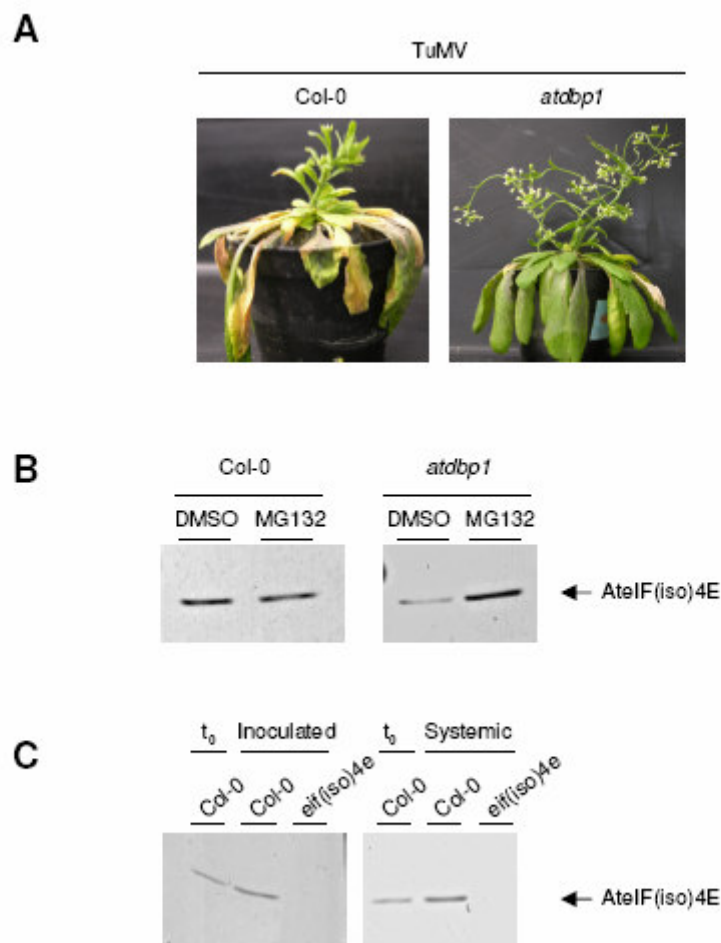 A
TuMV
Col-0 atdbp1
B
Col-0 atdbp1
DMSO MG132 DMSO MG132
AteIF(iso)4E
C
t0 Inoculated t0 Systemic
Col-0 Col-0 eif(iso)4e Col-0 Col-0 eif(iso)4e
AteIF(iso)4E